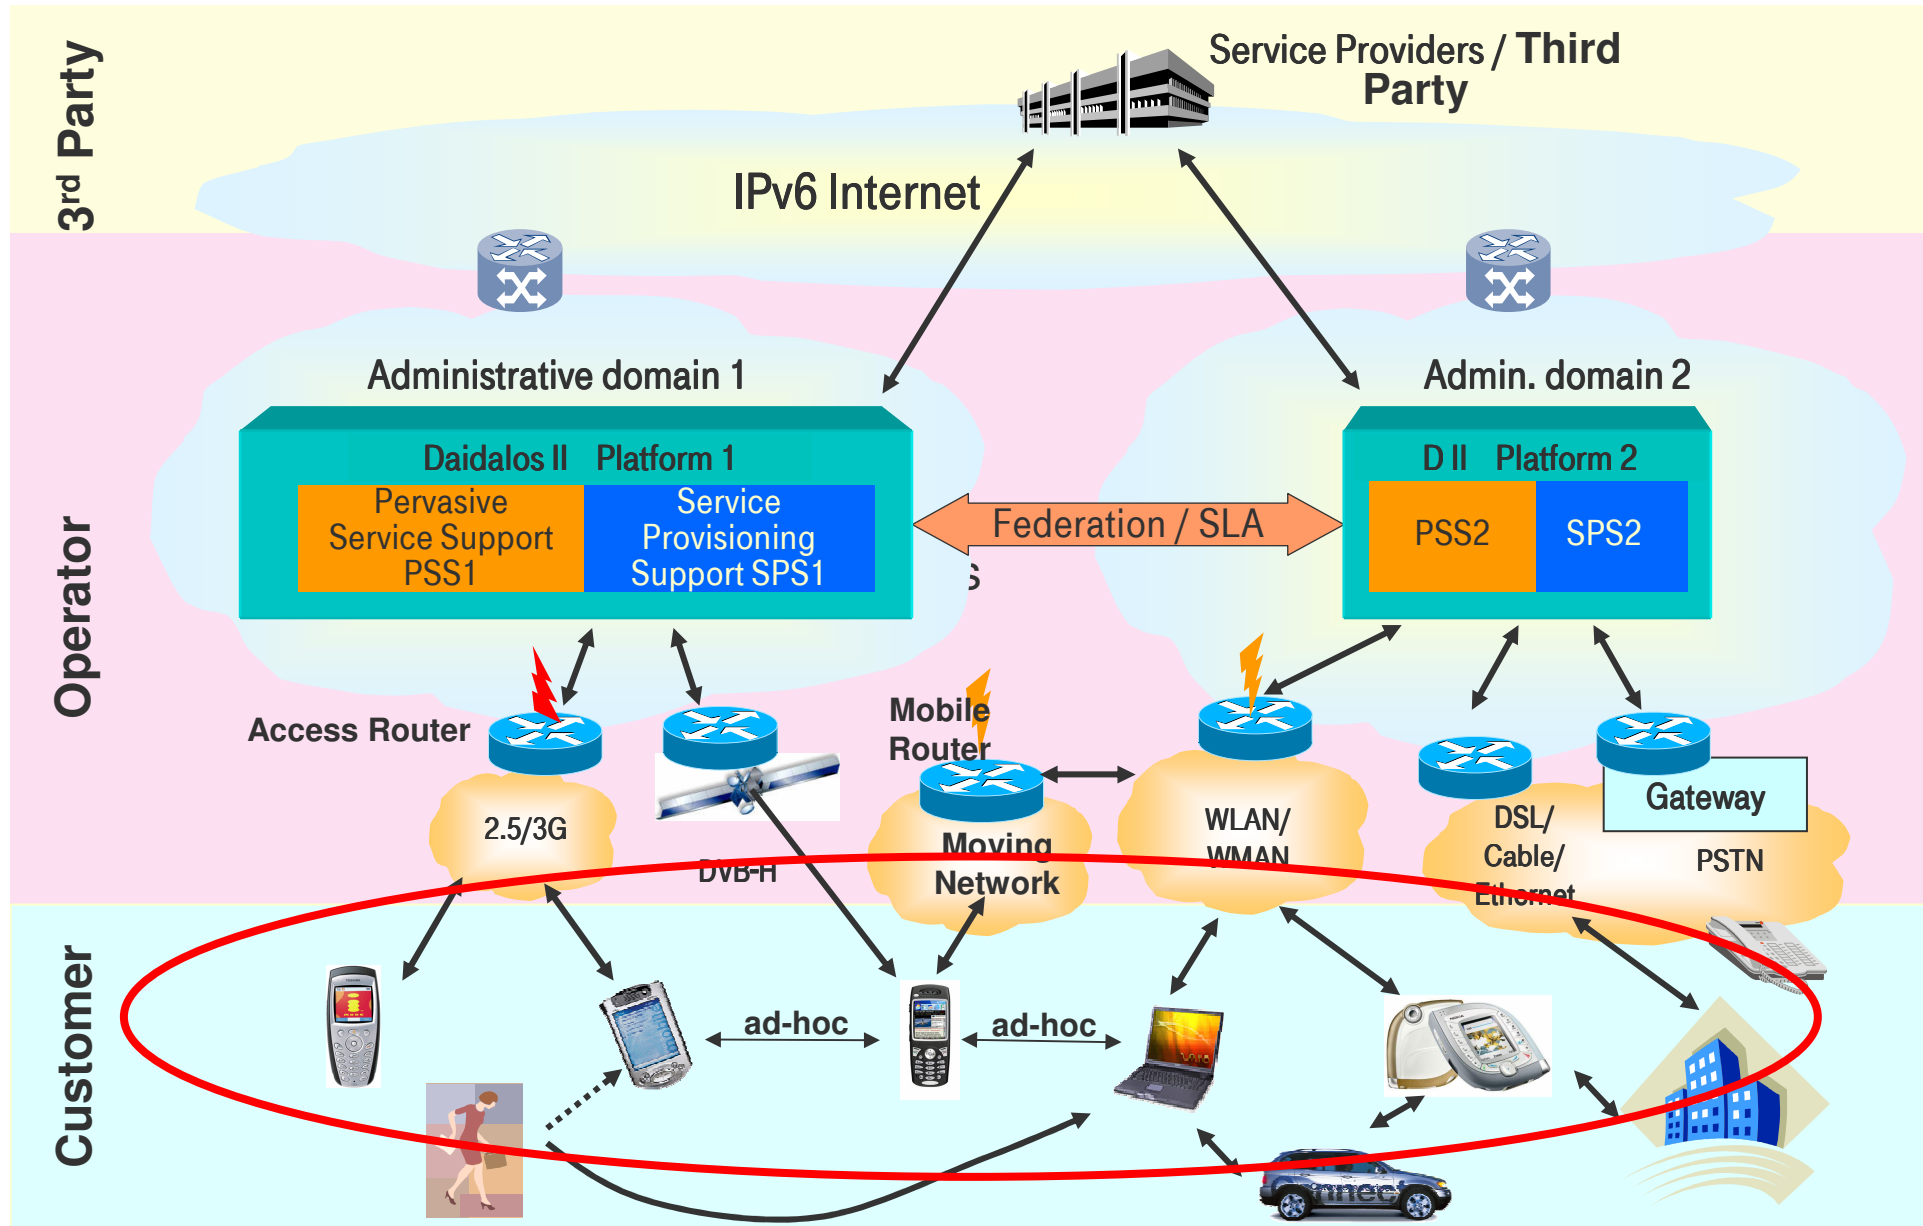 3rd Party
Service Providers / Third
Party
IPv6 Internet
Operator
Administrative domain 1
Admin. domain 2
Daidalos II Platform 1
D II Platform 2
Pervasive
Service Support
PSS1
Service
Provisioning
Support SPS1
Federation / SLA
s
PSS2
SPS2
Access Router
Mobile
Router
Gateway
2.5/3G
DVB-H
Moving
Network
WLAN/
WMAN
DSL/
Cable/
Ethernet
PSTN
Customer
ad-hoc
ad-hoc